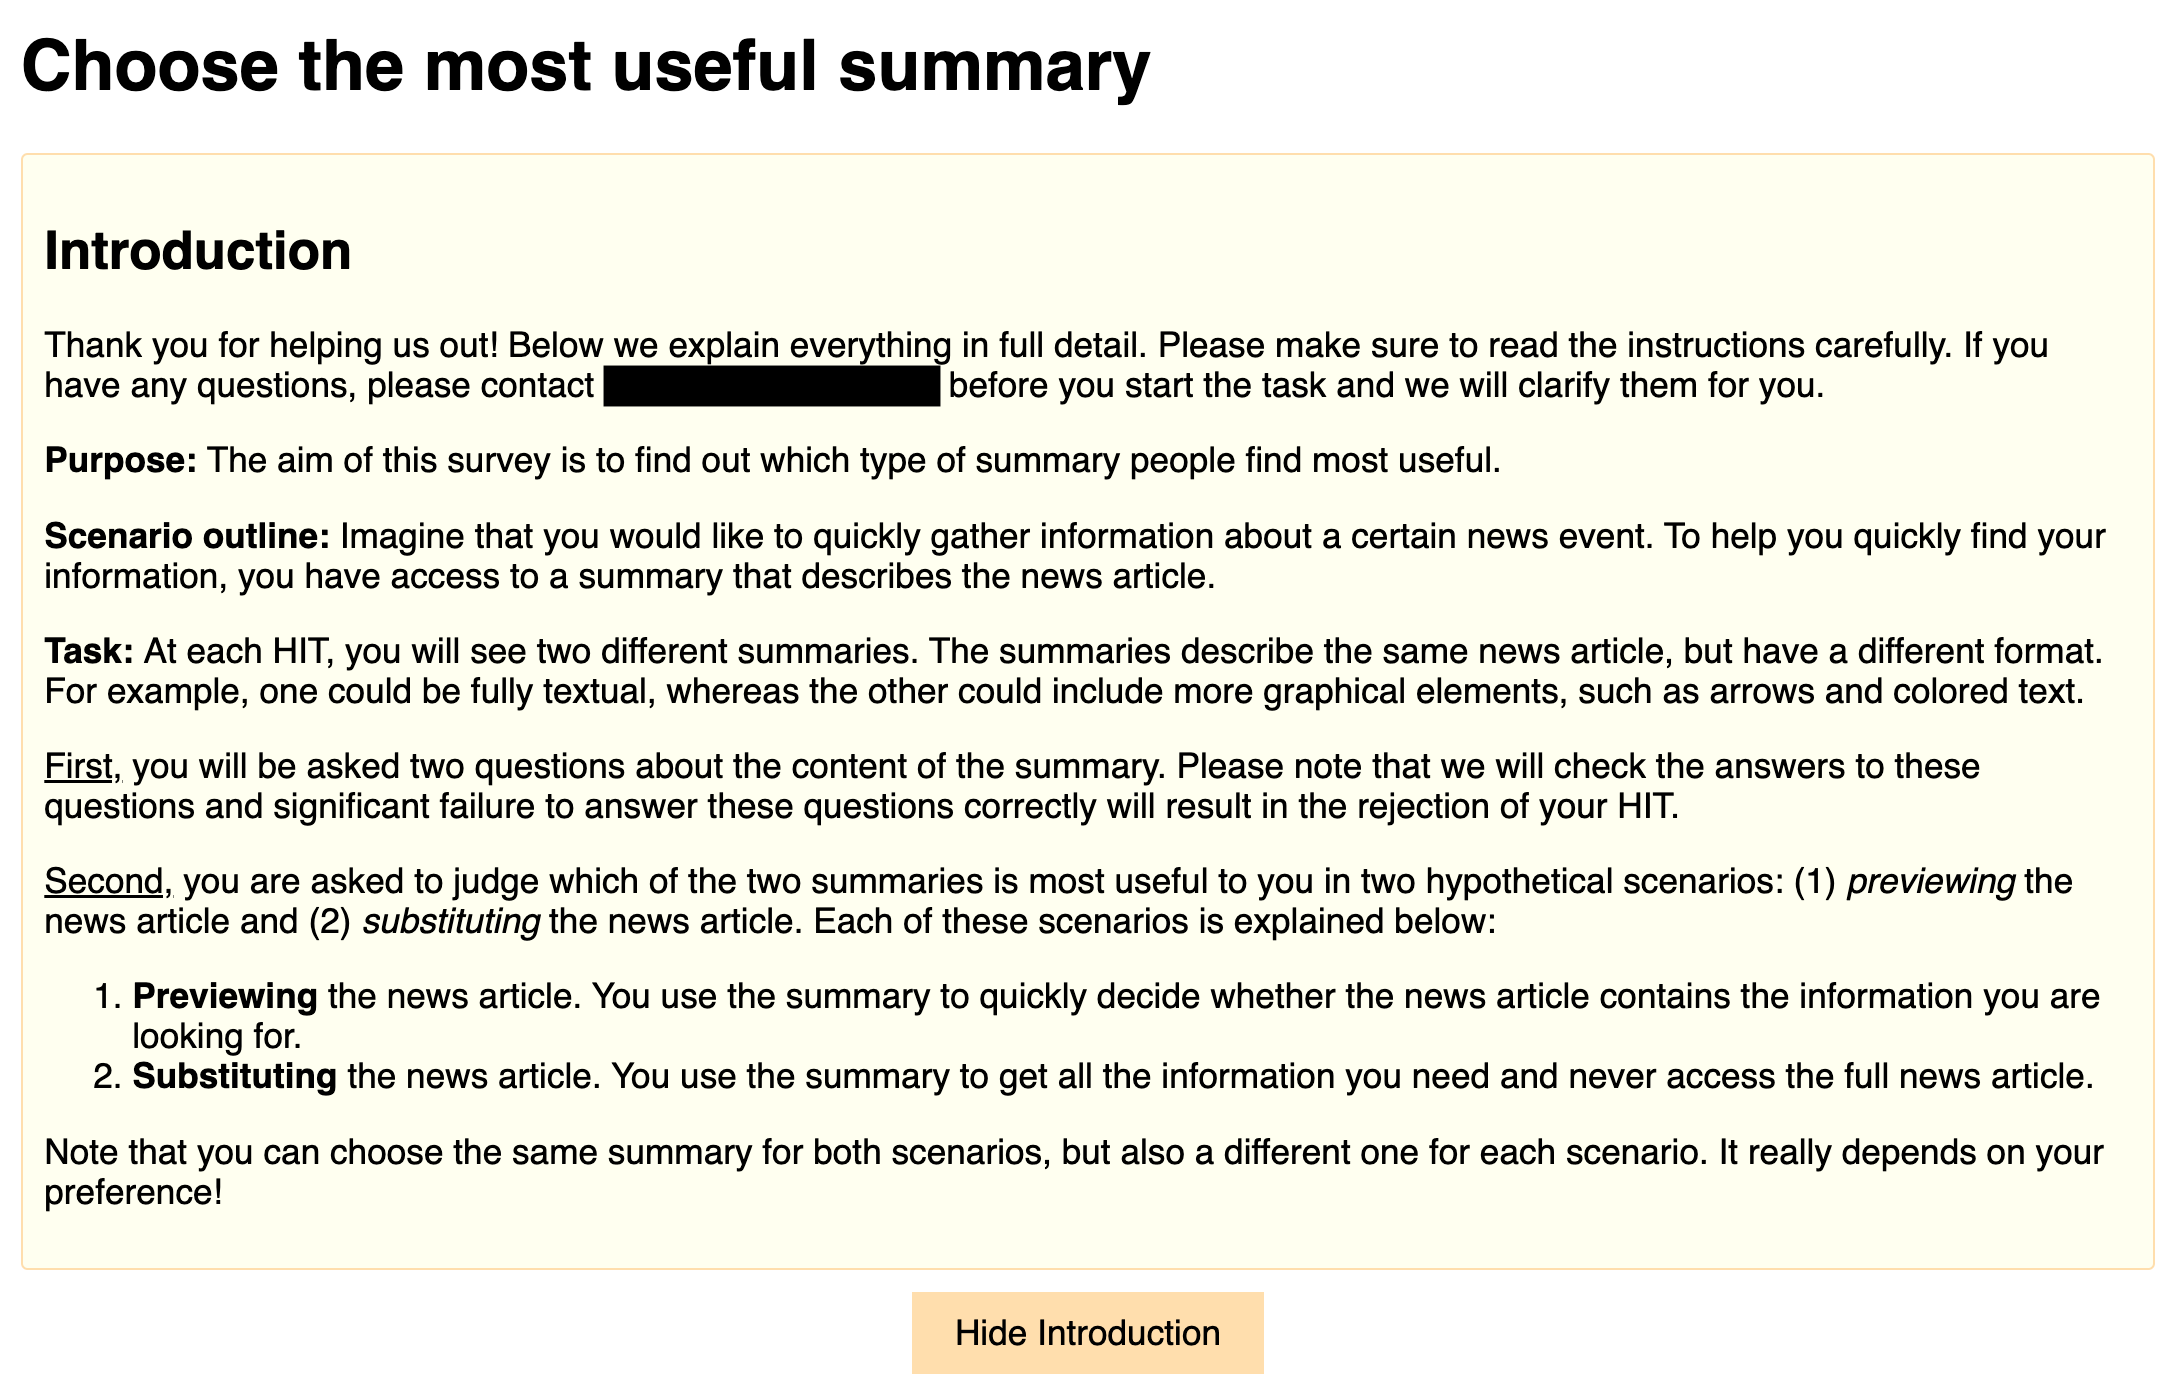 Choose the most useful summary
Introduction
Thank you for helping us out! Below we explain everything in full detail. Please make sure to read the instructions carefully. If you
have any questions, please contact before you start the task and we will clarify them for you.
Purpose: The aim of this survey is to find out which type of summary people find most useful.
Scenario outline: Imagine that you would like to quickly gather information about a certain news event. To help you quickly find your
information, you have access to a summary that describes the news article.
Task: At each HIT, you will see two different summaries. The summaries describe the same news article, but have a different format.
For example, one could be fully textual, whereas the other could include more graphical elements, such as arrows and colored text.
First, you will be asked two questions about the content of the summary. Please note that we will check the answers to these
questions and significant failure to answer these questions correctly will result in the rejection of your HIT.
Second, you are asked to judge which of the two summaries is most useful to you in two hypothetical scenarios: (1) previewing the
news article and (2) substituting the news article. Each of these scenarios is explained below:
1. Previewing the news article. You use the summary to quickly decide whether the news article contains the information you are
looking for.
2. Substituting the news article. You use the summary to get all the information you need and never access the full news article.
Note that you can choose the same summary for both scenarios, but also a different one for each scenario. It really depends on your
preference!
Hide Introduction